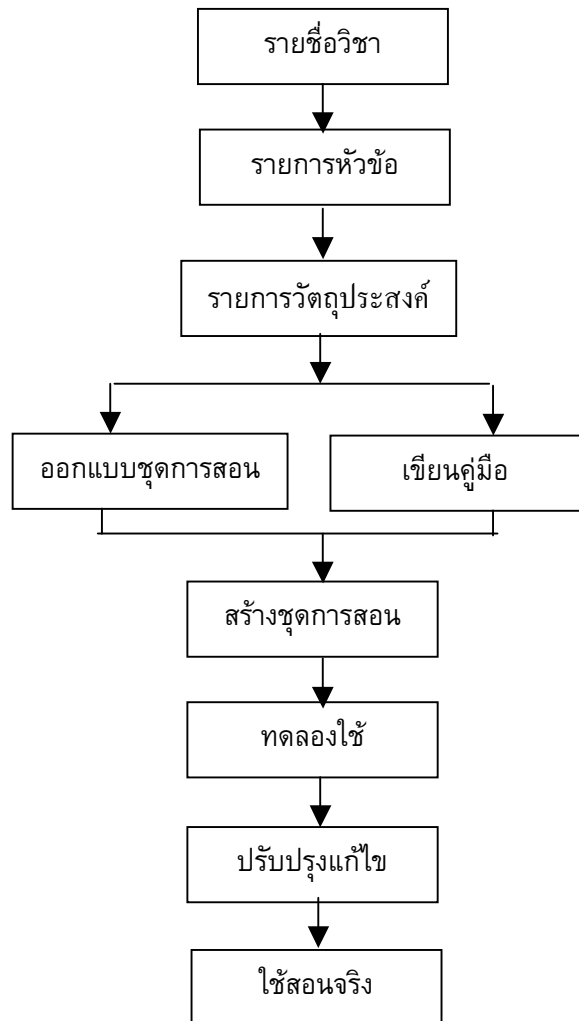 รายชื่อวิชา
รายการหัวข้อ
รายการวัตถุประสงค์
ออกแบบชุดการสอน
เขียนคู่มือ
สร้างชุดการสอน
ทดลองใช้
ปรับปรุงแก้ไข
ใช้สอนจริง